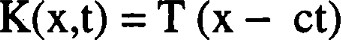 K(x,t) = T (x − ct)